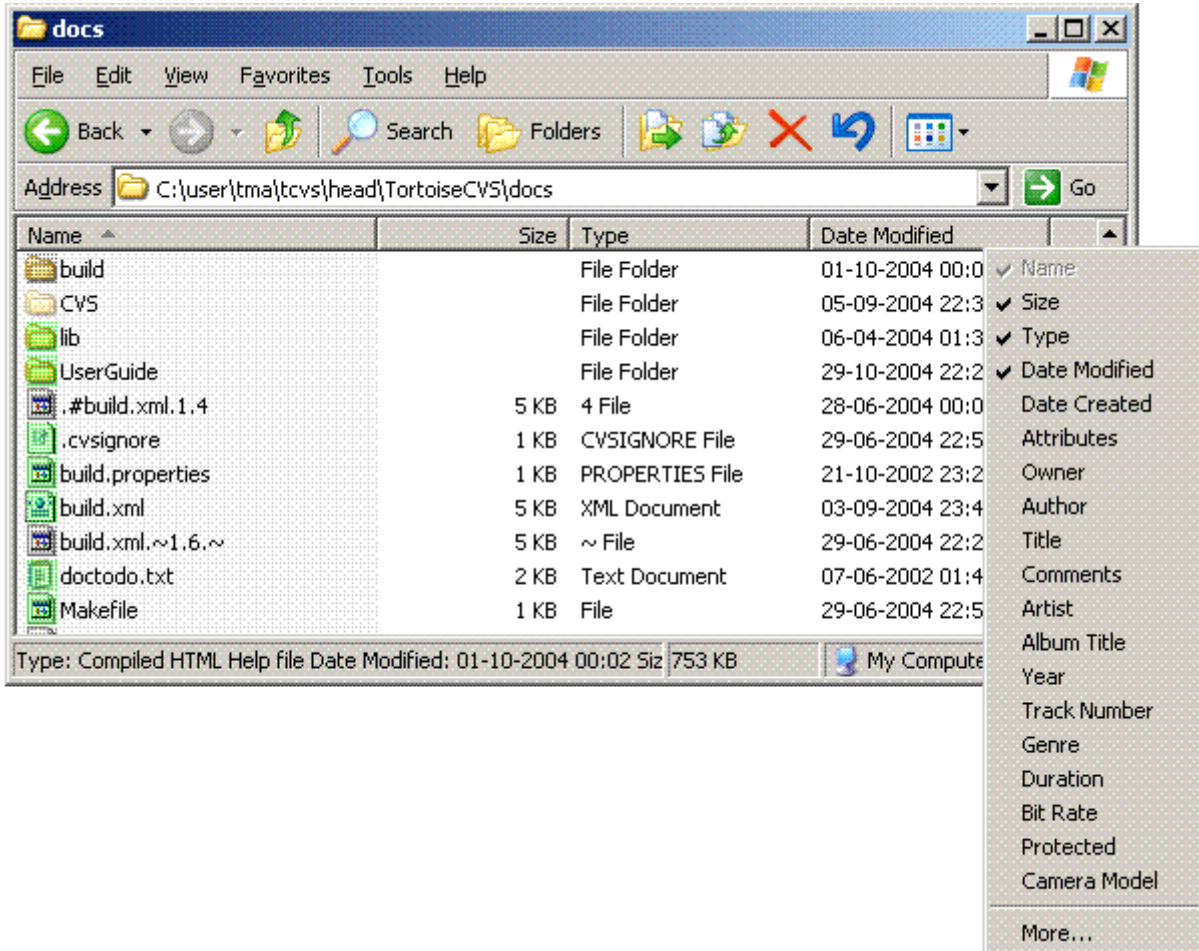 docs
File Edit View Favorites Tools Help
Back Search Folders
Address C:\user\tma\tcvs\head\TortoiseCVS\docs Go
Name Size Type Date Modified
build File Folder 01-10-2004 00:0
CVS File Folder 05-09-2004 22:3
lib File Folder 06-04-2004 01:3
UserGuide File Folder 29-10-2004 22:2
.#build.xml.1.4 5 KB 4 File 28-06-2004 00:0
.cvsignore 1 KB CVSIGNORE File 29-06-2004 22:5
build.properties 1 KB PROPERTIES File 21-10-2002 23:2
build.xml 5 KB XML Document 03-09-2004 23:4
build.xml.~1.6.~ 5 KB ~ File 29-06-2004 22:2
doctodo.txt 2 KB Text Document 07-06-2002 01:4
Makefile 1 KB File 29-06-2004 22:5
Type: Compiled HTML Help file Date Modified: 01-10-2004 00:02 Siz 753 KB My Compute
Name
Size
Type
Date Modified
Date Created
Attributes
Owner
Author
Title
Comments
Artist
Album Title
Year
Track Number
Genre
Duration
Bit Rate
Protected
Camera Model
More...